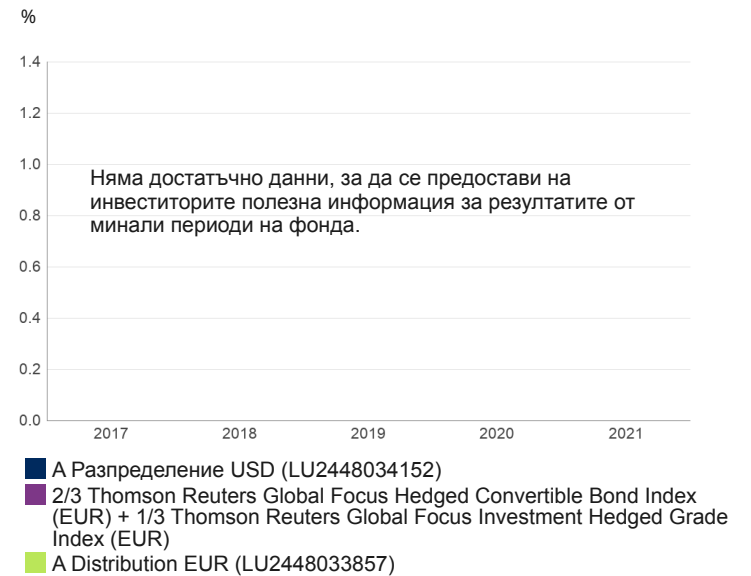 %
1.4
1.2
1.0
Няма достатъчно данни, за да се предостави на
инвеститорите полезна информация за резултатите от
0.8
минали периоди на фонда.
0.6
0.4
0.2
0.0
2017 2018 2019 2020 2021
А Разпределение USD (LU2448034152)
2/3 Thomson Reuters Global Focus Hedged Convertible Bond Index
(EUR) + 1/3 Thomson Reuters Global Focus Investment Hedged Grade
Index (EUR)
A Distribution EUR (LU2448033857)